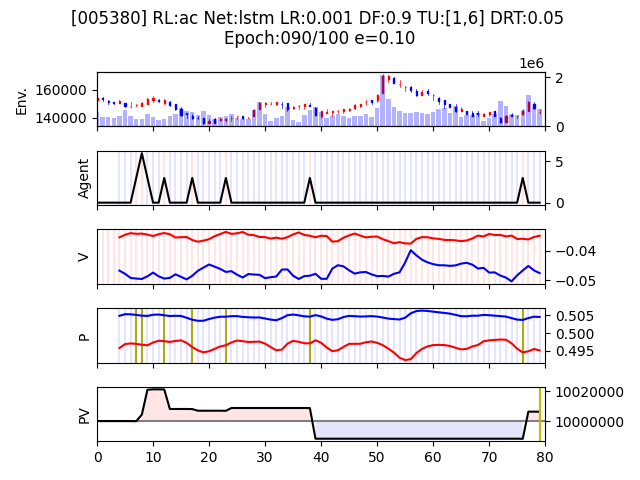 [005380] RL:ac Net:lstm LR:0.001 DF:0.9 TU:[1,6] DRT:0.05
Epoch:090/100 e=0.10
1e6
Env.
160000
140000
2
0
Agent
5
0
V
−0.04
−0.05
P
0.505
0.500
0.495
PV
10020000
10000000
0 10 20 30 40 50 60 70 80